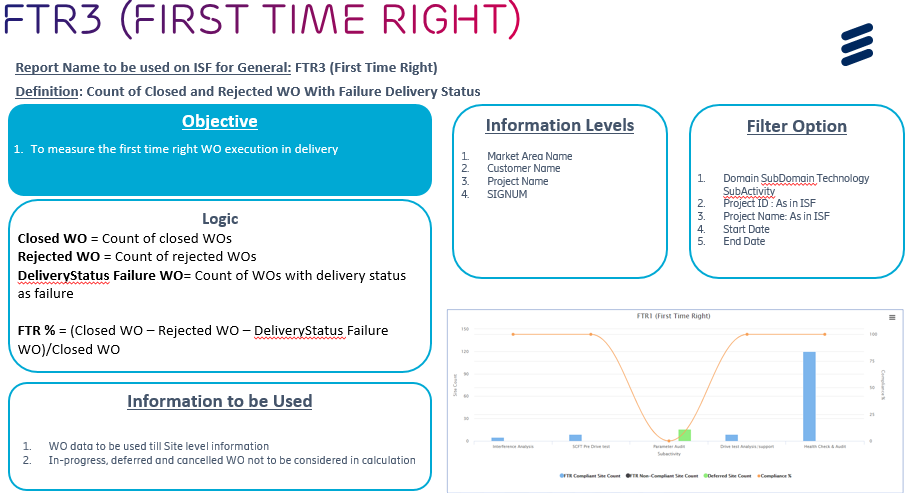 FTR3 (FIRST TIME RIGHT)
Report Name to be used on ISF for General: FTR3 (First Time Right)
Definition: Count of Closed and Rejected WO With Failure Delivery Status
Objective
1. To measure the first time right WO execution in delivery
Logic
Closed WO = Count of closed WOs
Rejected WO = Count of rejected WOs
DeliveryStatus Failure WO= Count of WOs with delivery status
as failure
FTR % = (Closed WO – Rejected WO – DeliveryStatus Failure
WO)/Closed WO
Information to be Used
1. WO data to be used till Site level information
2. In-progress, deferred and cancelled WO not to be considered in calculation
Information Levels
1. Market Area Name
2. Customer Name
3. Project Name
4. SIGNUM
Filter Option
1. Domain SubDomain Technology
SubActivity
2. Project ID : As in ISF
3. Project Name: As in ISF
4. Start Date
5. End Date
FTR1 (First Time Right)
150
120
90
60
30
0
Site Count
100
75
50
25
0
Compliance %
Interference Analysis
SCFT Pre Drive test
Parameter Audit
Drive test Analysis-support
Health Check & Audit
Subactivity
FTR Compliant Site Count
FTR Non-Compliant Site Count
Deferred Site Count
Compliance %